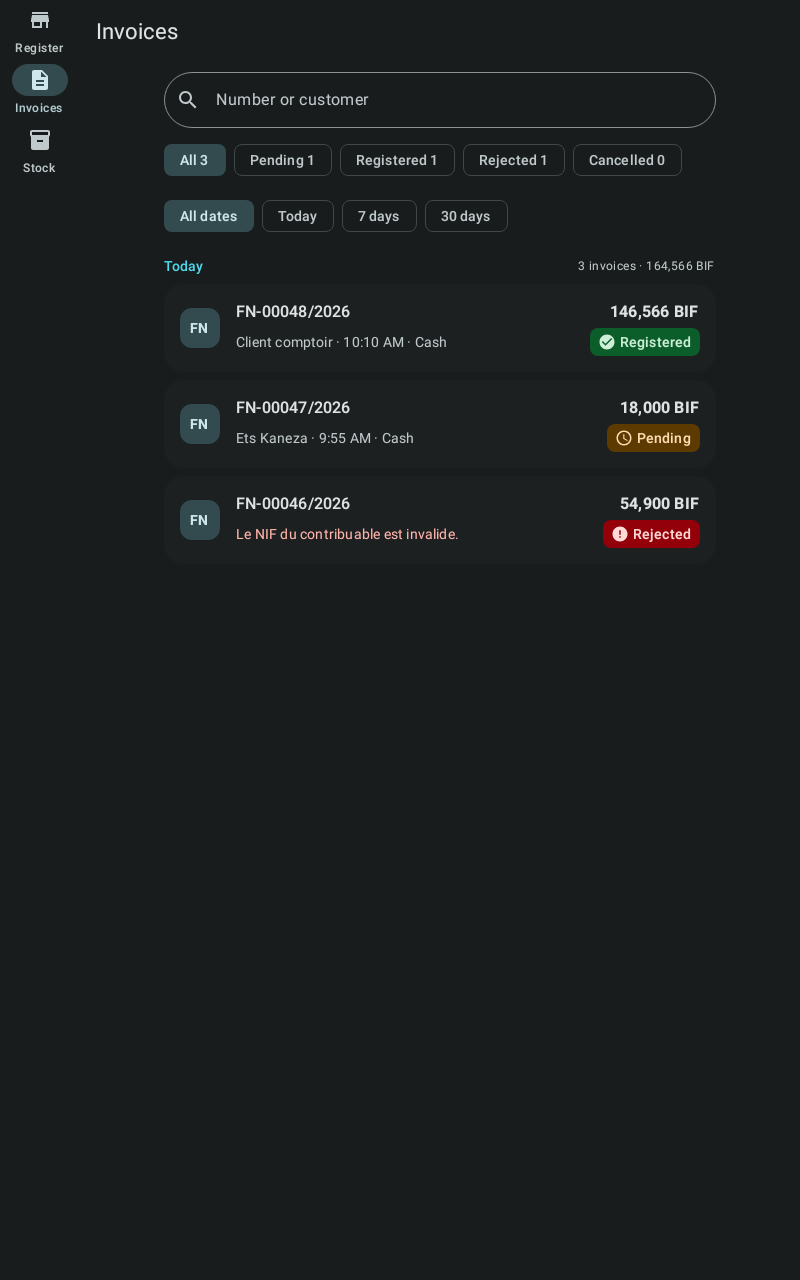 Invoices
Register
Invoices
Stock
Number or customer
All 3
Pending 1
Registered 1
Rejected 1
Cancelled 0
All dates
Today
7 days
30 days
Today
3 invoices · 164,566 BIF
FN
FN-00048/2026
146,566 BIF
Client comptoir · 10:10 AM · Cash
Registered
FN
FN-00047/2026
18,000 BIF
Ets Kaneza · 9:55 AM · Cash
Pending
FN
FN-00046/2026
54,900 BIF
Le NIF du contribuable est invalide.
Rejected